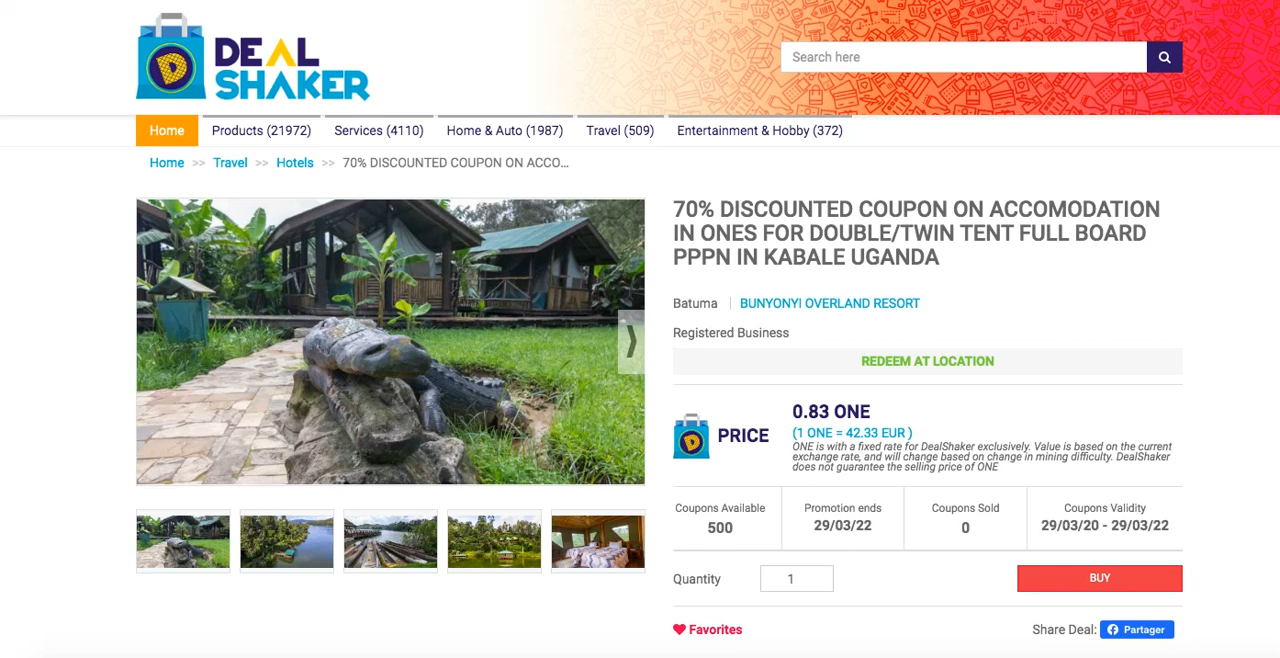 DEAL
SHAKER
Search here
Home
Products (21972)
Services (4110)
Home & Auto (1987)
Travel (509)
Entertainment & Hobby (372)
Home >> Travel >> Hotels >> 70% DISCOUNTED COUPON ON ACCO...
70% DISCOUNTED COUPON ON ACCOMODATION
IN ONES FOR DOUBLE/TWIN TENT FULL BOARD
PPPN IN KABALE UGANDA
Batuma | BUNYONYI OVERLAND RESORT
Registered Business
REDEEM AT LOCATION
PRICE
0.83 ONE
(1 ONE = 42.33 EUR )
ONE is with a fixed rate for DealShaker exclusively. Value is based on the current
exchange rate, and will change based on change in mining difficulty. DealShaker
does not guarantee the selling price of ONE
Coupons Available
500
Promotion ends
29/03/22
Coupons Sold
0
Coupons Validity
29/03/20 - 29/03/22
Quantity
1
BUY
Favorites
Share Deal:
Partager